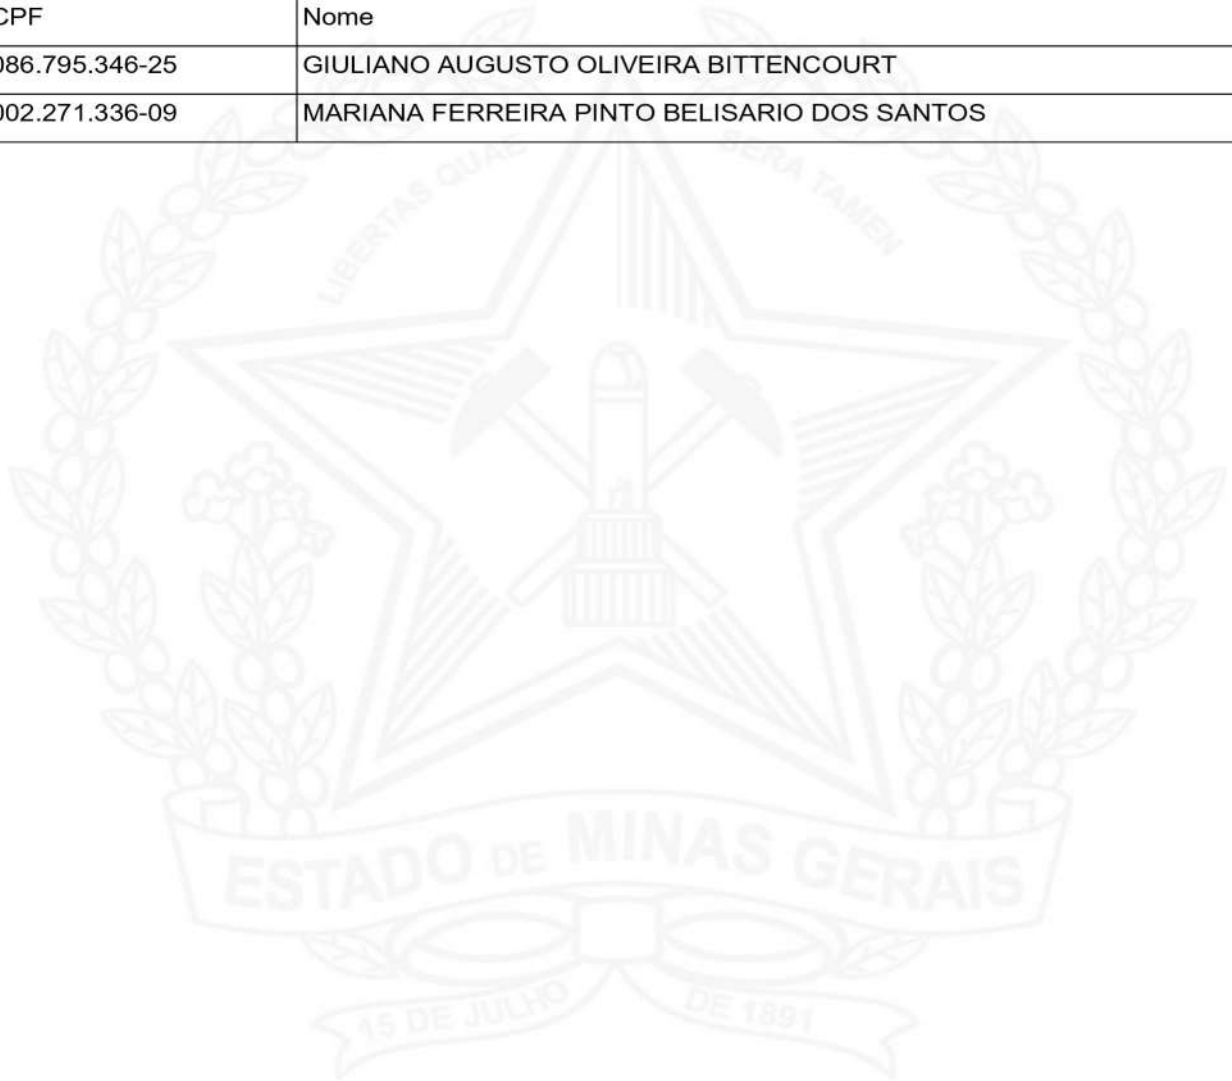 CPF Nome
086.795.346-25 GIULIANO AUGUSTO OLIVEIRA BITTENCOURT
002.271.336-09 MARIANA FERREIRA PINTO BELISARIO DOS SANTOS
LIBERTAS QUAE SERA TAMEN
ESTADO DE MINAS GERAIS
15 DE JULHO DE 1891